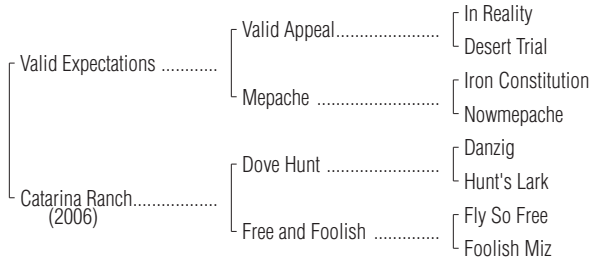 In Reality
Valid Appeal........................
Desert Trial
Valid Expectations ............
Iron Constitution
Mepache ............................
Nowmepache
Danzig
Dove Hunt ..........................
Hunt's Lark
Catarina Ranch..................
(2006)
Fly So Free
Free and Foolish ................
Foolish Miz